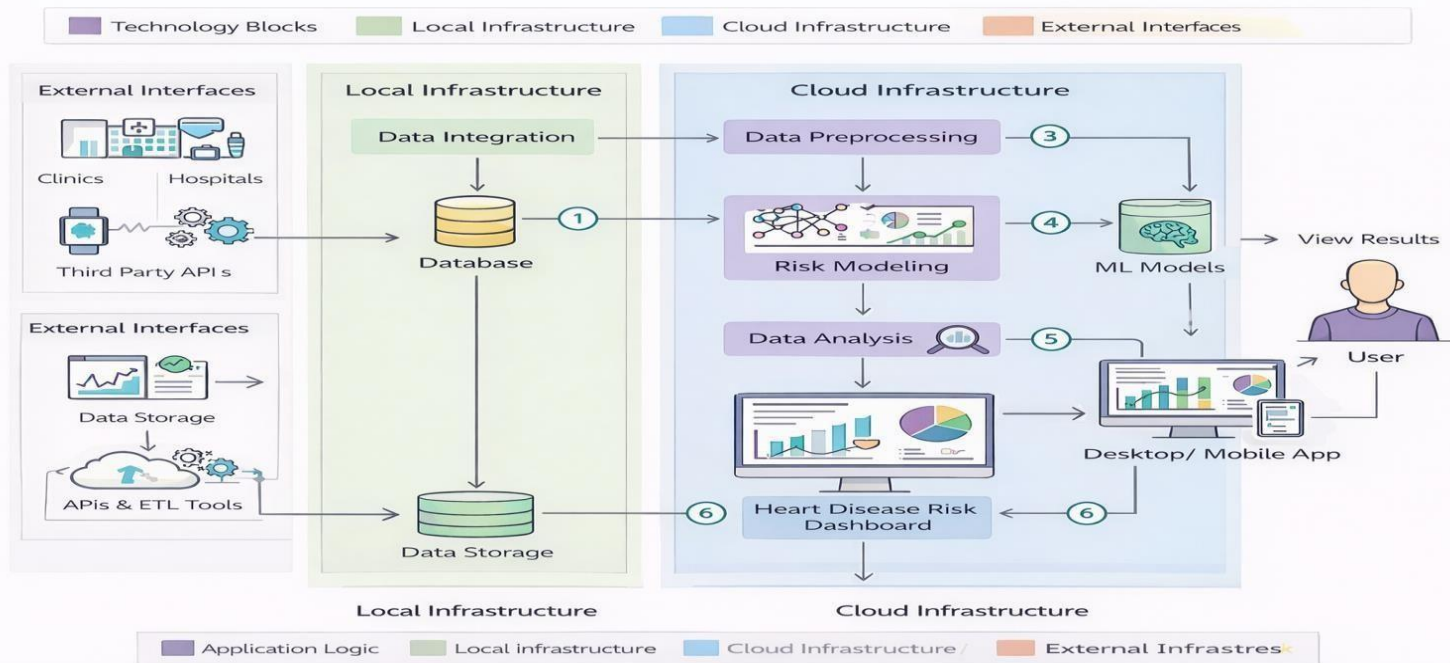 Technology Blocks
Local Infrastructure
Cloud Infrastructure
External Interfaces
External Interfaces
Clinics
Hospitals
Third Party API s
External Interfaces
Data Storage
APis & ETL Tools
Local Infrastructure
Data Integration
1
Database
Data Storage
Local Infrastructure
Cloud Infrastructure
Data Preprocessing
3
Risk Modeling
4
ML Models
Data Analysis
5
View Results
User
Desktop/ Mobile App
6
Heart Disease Risk
Dashboard
6
Cloud Infrastructure
Application Logic
Local infrastructure
Cloud Infrastructure
External Infrastresk